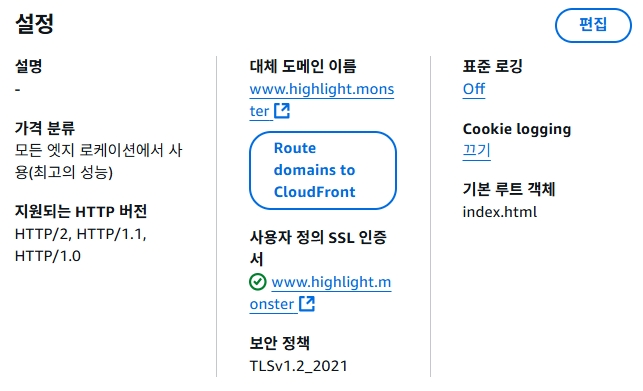 설정
편집
설명
-
가격 분류
모든 엣지 로케이션에서 사
용(최고의 성능)
지원되는 HTTP 버전
HTTP/2, HTTP/1.1,
HTTP/1.0
대체 도메인 이름
www.highlight.mons
ter
Route
domains to
CloudFront
사용자 정의 SSL 인증
서
www.highlight.m
onster
보안 정책
TLSv1.2_2021
표준 로깅
Off
Cookie logging
끄기
기본 루트 객체
index.html